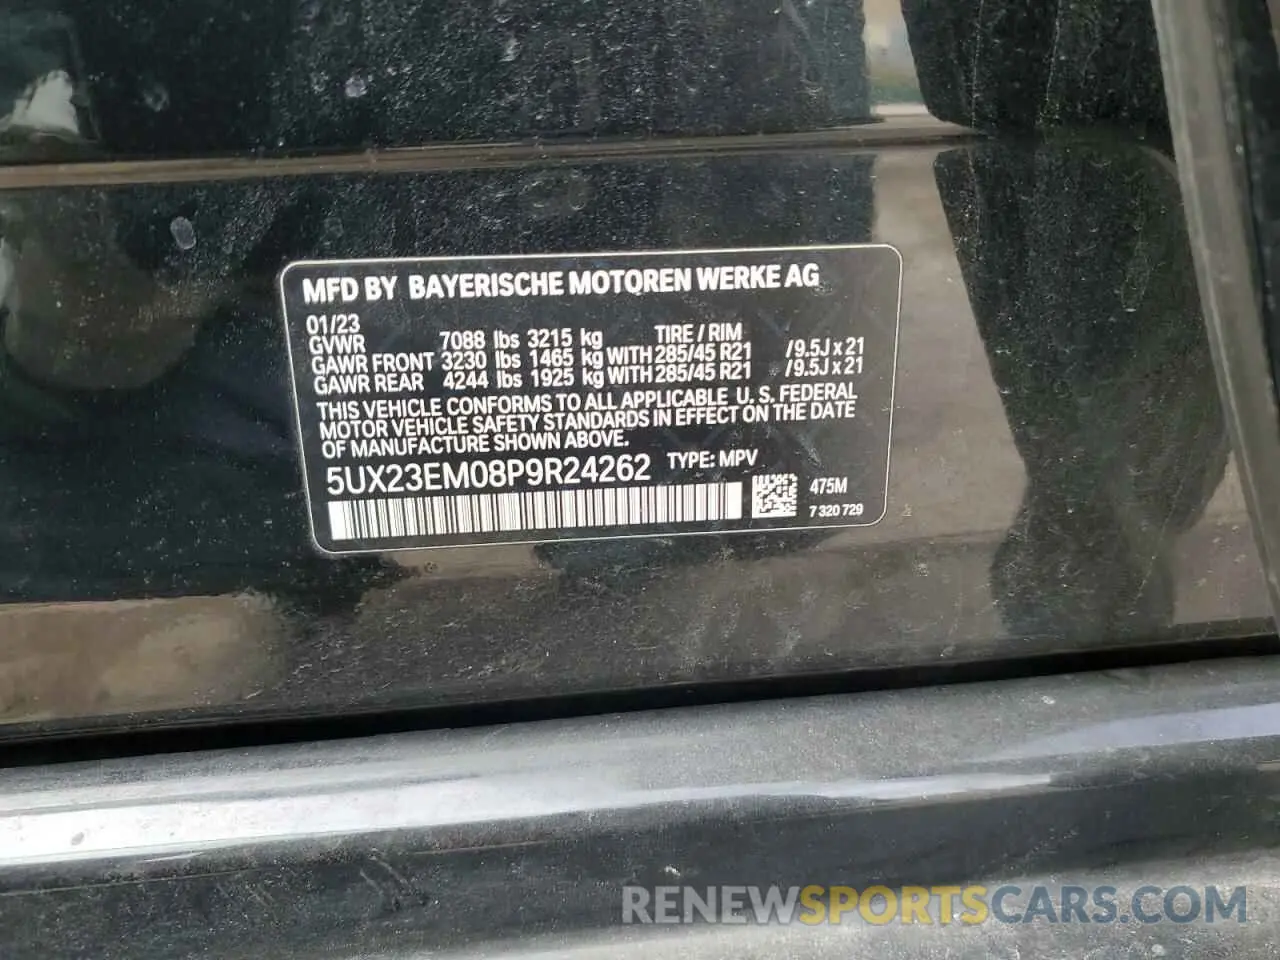 MFD BY BAYERISCHE MOTOREN WERKE AG
01/23
GVWR 7088 lbs 3215 kg TIRE / RIM
GAWR FRONT 3230 lbs 1465 kg WITH 285/45 R21 /9.5J x 21
GAWR REAR 4244 lbs 1925 kg WITH 285/45 R21 /9.5J x 21
THIS VEHICLE CONFORMS TO ALL APPLICABLE U. S. FEDERAL
MOTOR VEHICLE SAFETY STANDARDS IN EFFECT ON THE DATE
OF MANUFACTURE SHOWN ABOVE.
5UX23EM08P9R24262 TYPE: MPV
475M
7 320 729
RENEWSPORTSCARS.COM